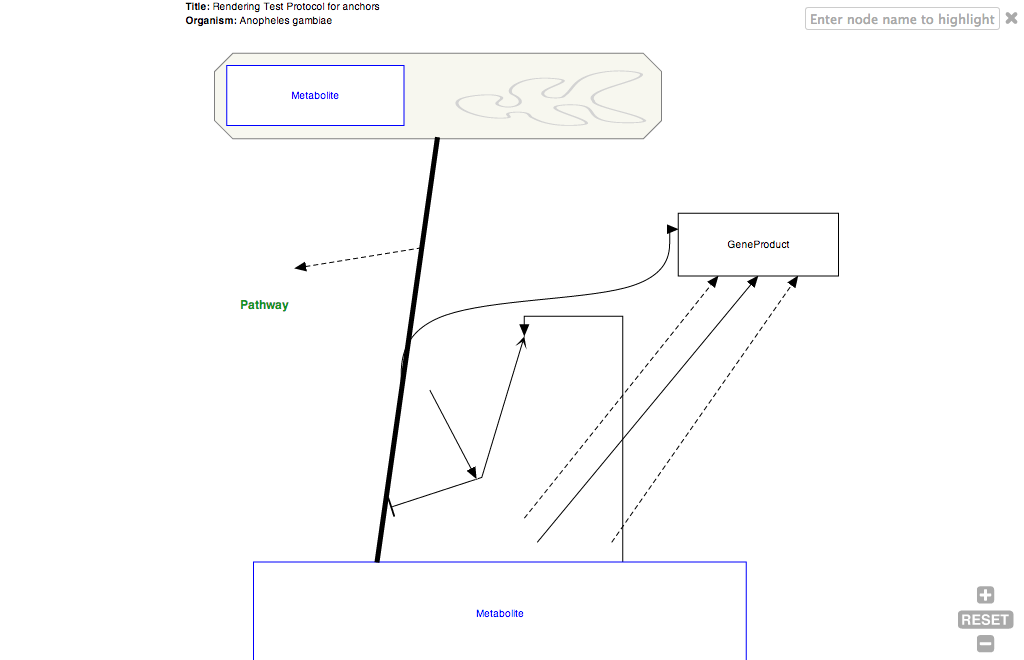 Title: Rendering Test Protocol for anchors
Organism: Anopheles gambiae
Enter node name to highlight
Metabolite
GeneProduct
Pathway
Metabolite
RESET